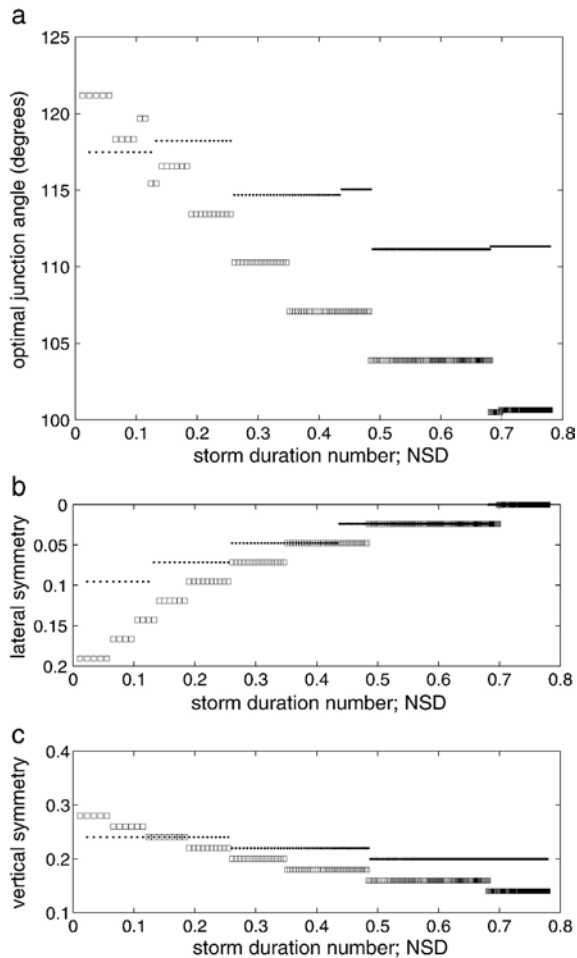 a
125
120
115
110
105
100
optimal junction angle (degrees)
0 0.1 0.2 0.3 0.4 0.5 0.6 0.7 0.8
storm duration number; NSD
b
0
0.05
0.1
0.15
0.2
lateral symmetry
0 0.1 0.2 0.3 0.4 0.5 0.6 0.7 0.8
storm duration number; NSD
c
0.4
0.3
0.2
0.1
vertical symmetry
0 0.1 0.2 0.3 0.4 0.5 0.6 0.7 0.8
storm duration number; NSD